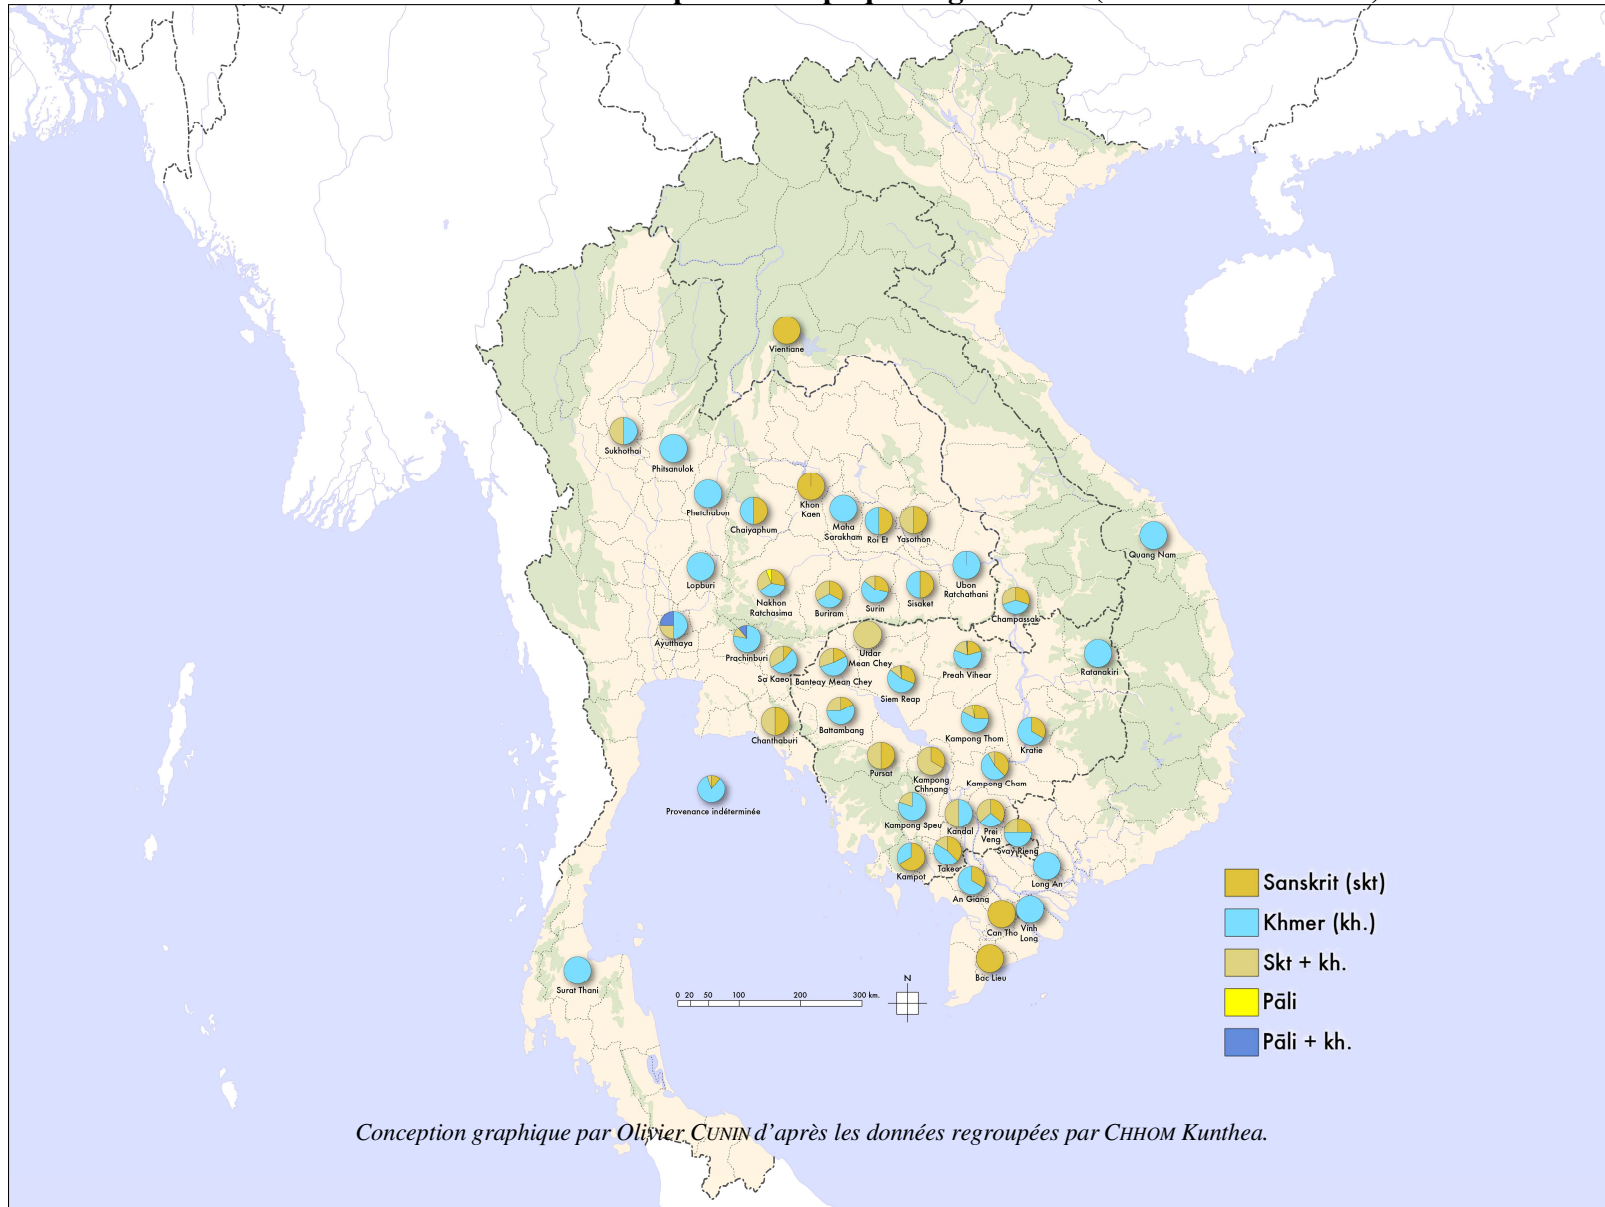 Vientiane
Sukhothai
Phitsanulok
Phetchabun
Chaiyaphum
Khon
Kaen
Maha
Sarakham
Roi Et
Yasothon
Quang Nam
Lopburi
Nakhon
Ratchasima
Buriram
Surin
Sisaket
Ubon
Ratchathani
Champassak
Ayutthaya
Prachinburi
Sa Kaeo
Banteay Mean Chey
Utdar
Mean Chey
Siem Reap
Preah Vihear
Ratanakiri
Chanthaburi
Battambang
Kampong Thom
Kratie
Pursat
Kampong
Chhnang
Kampong Cham
Provenance indéterminée
Kampong Speu
Kandal
Prei
Veng
Svay Rieng
Kampot
Takeo
An Giang
Long An
Can Tho
Vinh
Long
Bac Lieu
Surat Thani
Sanskrit (skt)
Khmer (kh.)
Skt + kh.
Pāli
Pāli + kh.
N
0 20 50 100 200 300 km.
Conception graphique par Olivier CUNIN d'après les données regroupées par CHHOM Kunthea.